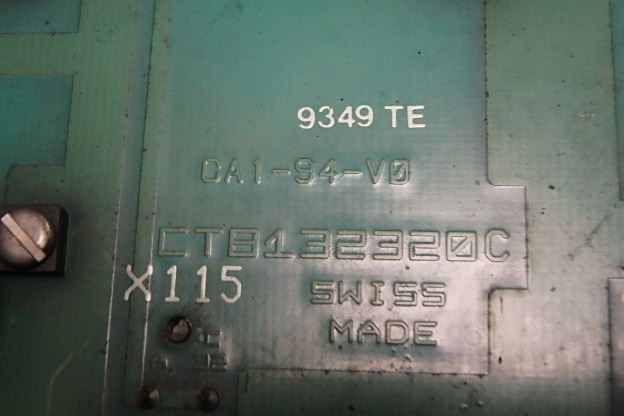 9349 TE
CA1-94-V0
CTB132320C
X115
SWISS
MADE